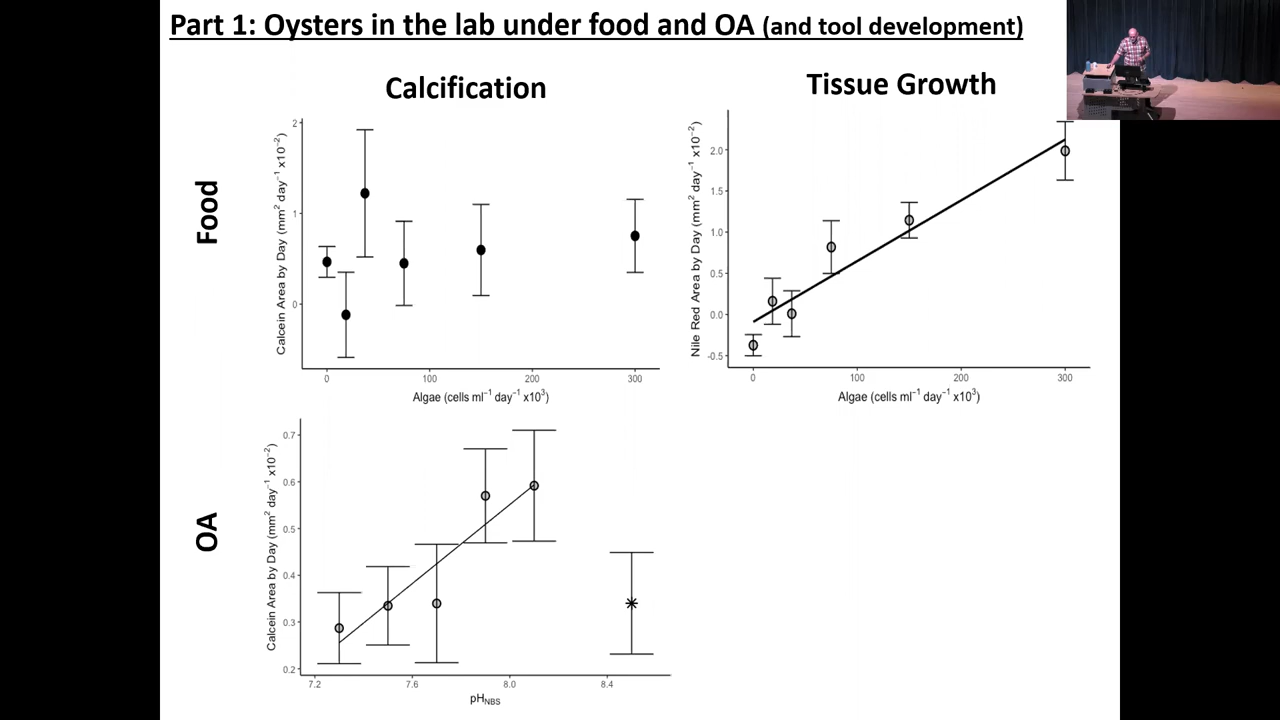 Part 1: Oysters in the lab under food and OA (and tool development)
Calcification
Tissue Growth
Food
Calcein Area by Day (mm² day⁻¹ x10⁻²)
2
1
0
0 100 200 300
Algae (cells ml⁻¹ day⁻¹ x10³)
Nile Red Area by Day (mm² day⁻¹ x10⁻²)
2.0
1.5
1.0
0.5
0.0
-0.5
0 100 200 300
Algae (cells ml⁻¹ day⁻¹ x10³)
OA
Calcein Area by Day (mm² day⁻¹ x10⁻²)
0.7
0.6
0.5
0.4
0.3
0.2
7.2 7.6 8.0 8.4
pHNBS